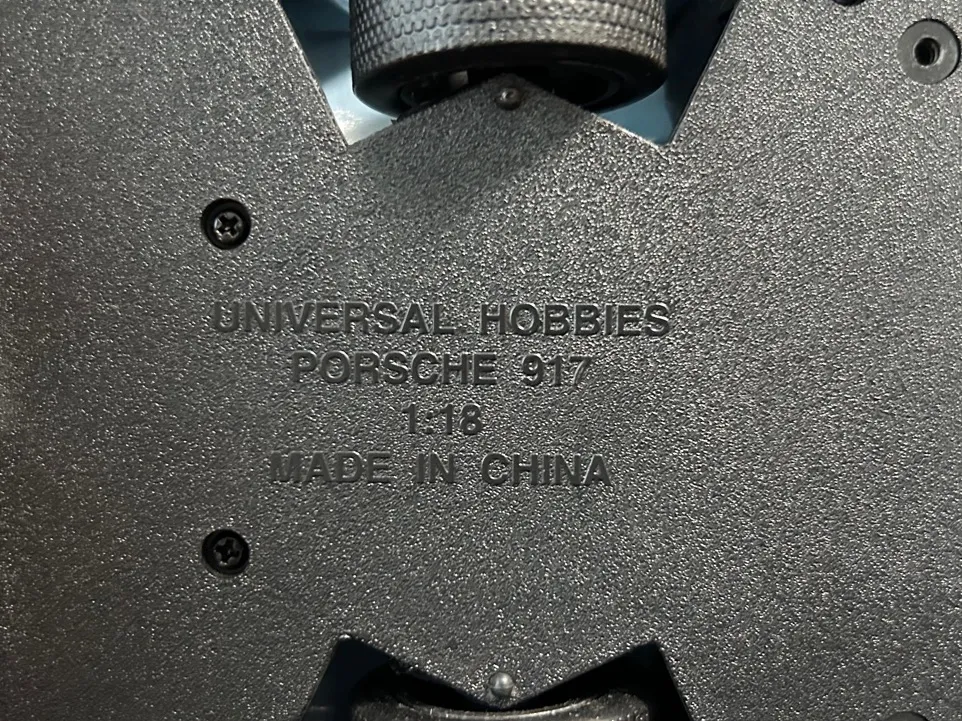 UNIVERSAL HOBBIES
PORSCHE 917
1:18
MADE IN CHINA